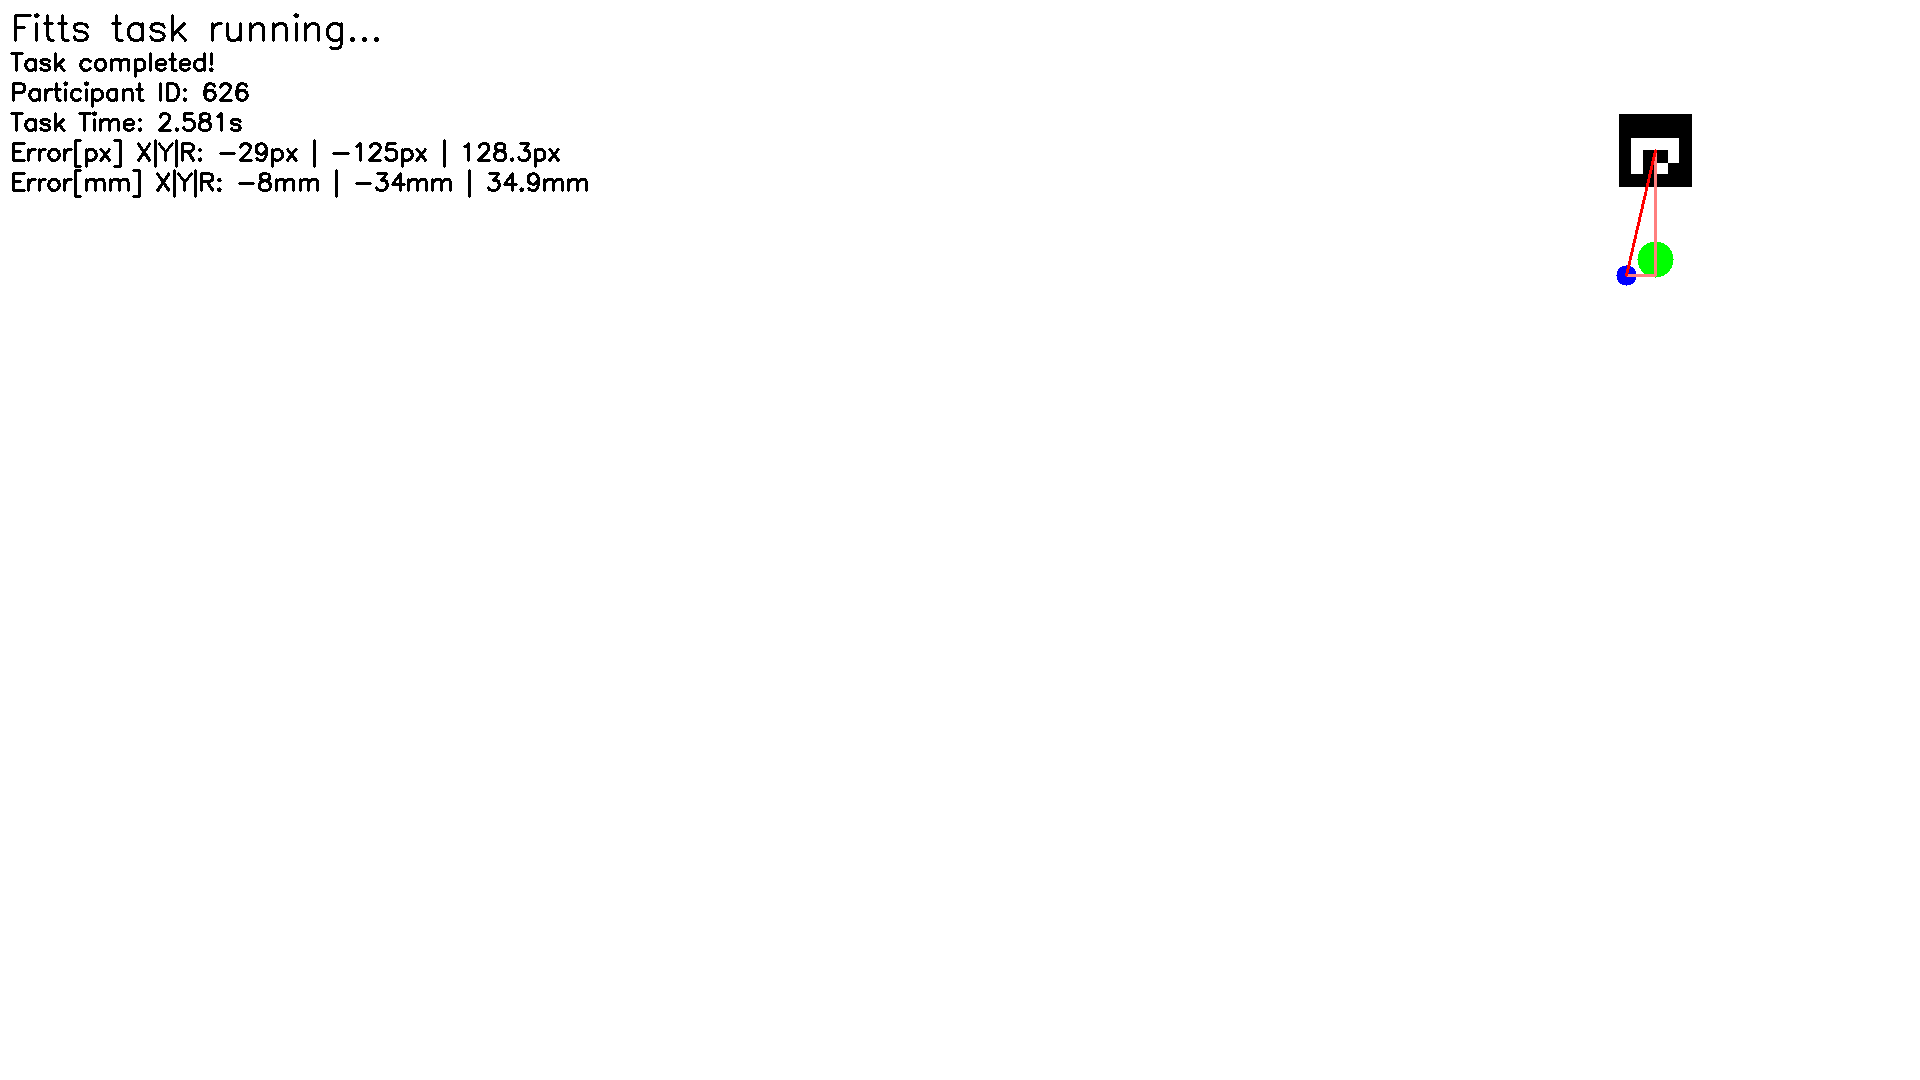 Fitts task running...
Task completed!
Participant ID: 626
Task Time: 2.581s
Error[px] X|Y|R: -29px | -125px | 128.3px
Error[mm] X|Y|R: -8mm | -34mm | 34.9mm